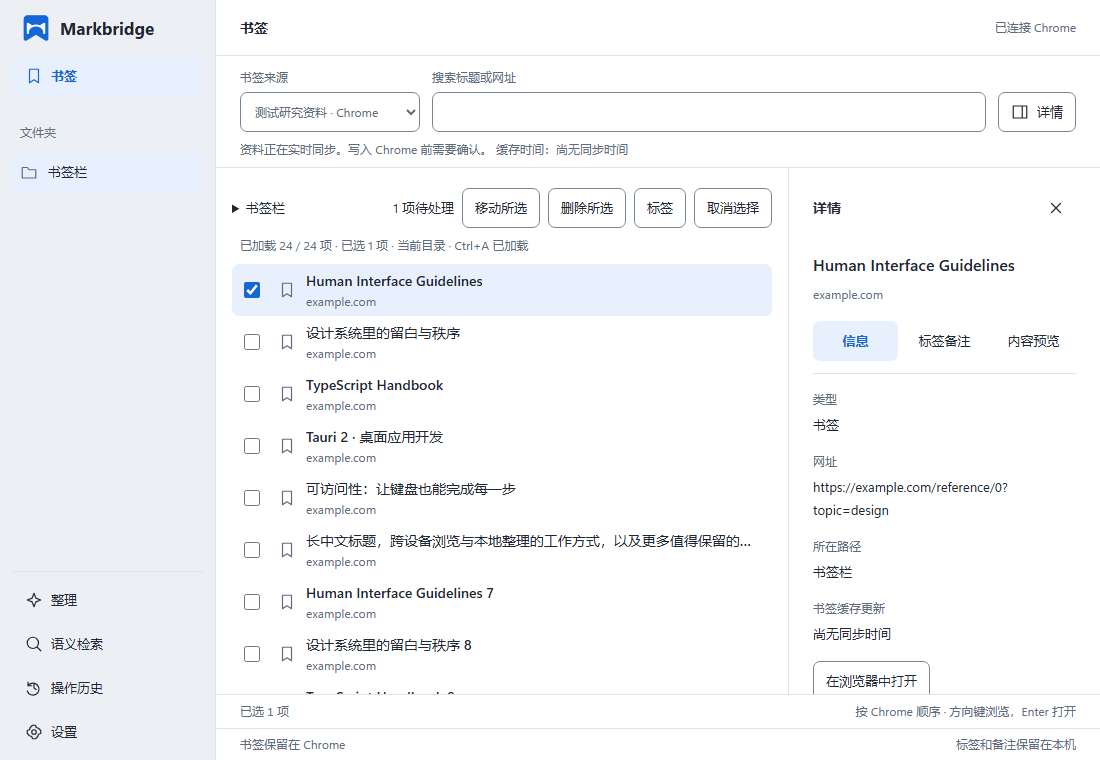 Markbridge
书签
文件夹
书签栏
整理
语义检索
操作历史
设置
书签
已连接 Chrome
书签来源
搜索标题或网址
测试研究资料 · Chrome
详情
资料正在实时同步。写入 Chrome 前需要确认。 缓存时间：尚无同步时间
书签栏
1 项待处理
移动所选
删除所选
标签
取消选择
已加载 24 / 24 项 · 已选 1 项 · 当前目录 · Ctrl+A 已加载
Human Interface Guidelines
example.com
设计系统里的留白与秩序
example.com
TypeScript Handbook
example.com
Tauri 2 · 桌面应用开发
example.com
可访问性：让键盘也能完成每一步
example.com
长中文标题，跨设备浏览与本地整理的工作方式，以及更多值得保留的...
example.com
Human Interface Guidelines 7
example.com
设计系统里的留白与秩序 8
example.com
详情
Human Interface Guidelines
example.com
信息
标签备注
内容预览
类型
书签
网址
https://example.com/reference/0?
topic=design
所在路径
书签栏
书签缓存更新
尚无同步时间
在浏览器中打开
已选 1 项
按 Chrome 顺序 · 方向键浏览，Enter 打开
书签保留在 Chrome
标签和备注保留在本机